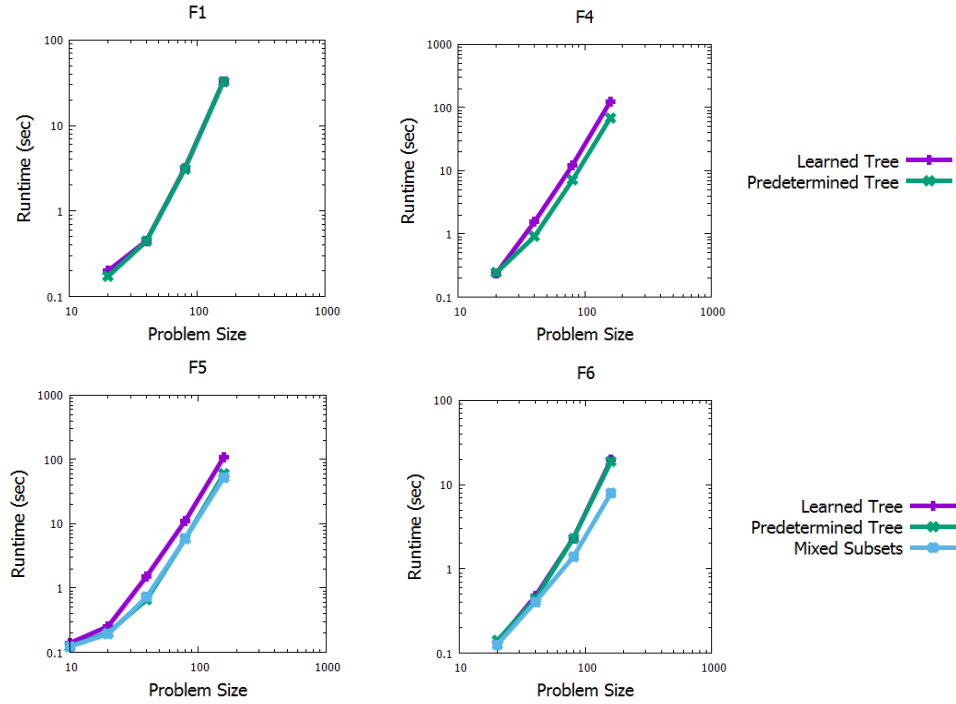 F1
100
10
1
0.1
10
100
1000
Runtime (sec)
Problem Size
F4
1000
100
10
1
0.1
10
100
1000
Runtime (sec)
Problem Size
Learned Tree
Predetermined Tree
F5
1000
100
10
1
0.1
10
100
1000
Runtime (sec)
Problem Size
F6
100
10
1
0.1
10
100
1000
Runtime (sec)
Problem Size
Learned Tree
Predetermined Tree
Mixed Subsets